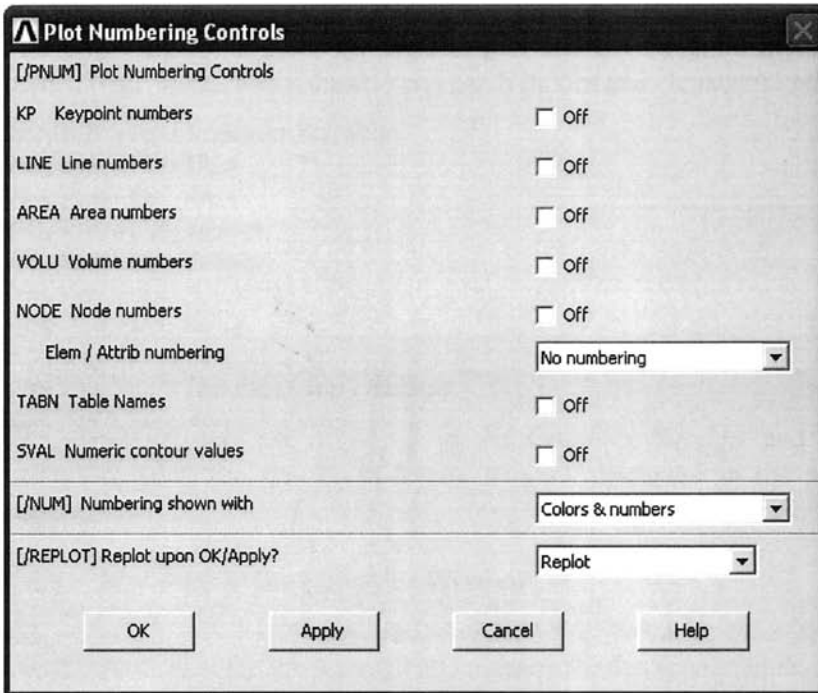 Plot Numbering Controls
[/PNUM] Plot Numbering Controls
KP Keypoint numbers
Off
LINE Line numbers
Off
AREA Area numbers
Off
VOLU Volume numbers
Off
NODE Node numbers
Off
Elem / Attrib numbering
No numbering
TABN Table Names
Off
SVAL Numeric contour values
Off
[/NUM] Numbering shown with
Colors & numbers
[/REPLOT] Replot upon OK/Apply?
Replot
OK
Apply
Cancel
Help